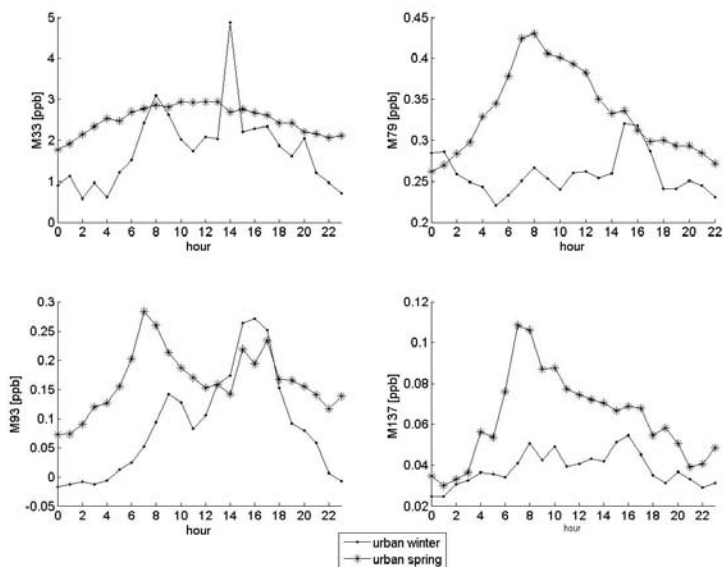 M33 [ppb]
5
4
3
2
1
0
0 2 4 6 8 10 12 14 16 18 20 22
hour
M79 [ppb]
0.45
0.4
0.35
0.3
0.25
0.2
0 2 4 6 8 10 12 14 16 18 20 22
hour
M93 [ppb]
0.3
0.25
0.2
0.15
0.1
0.05
0
-0.05
0 2 4 6 8 10 12 14 16 18 20 22
hour
M137 [ppb]
0.12
0.1
0.08
0.06
0.04
0.02
0 2 4 6 8 10 12 14 16 18 20 22
hour
urban winter
urban spring